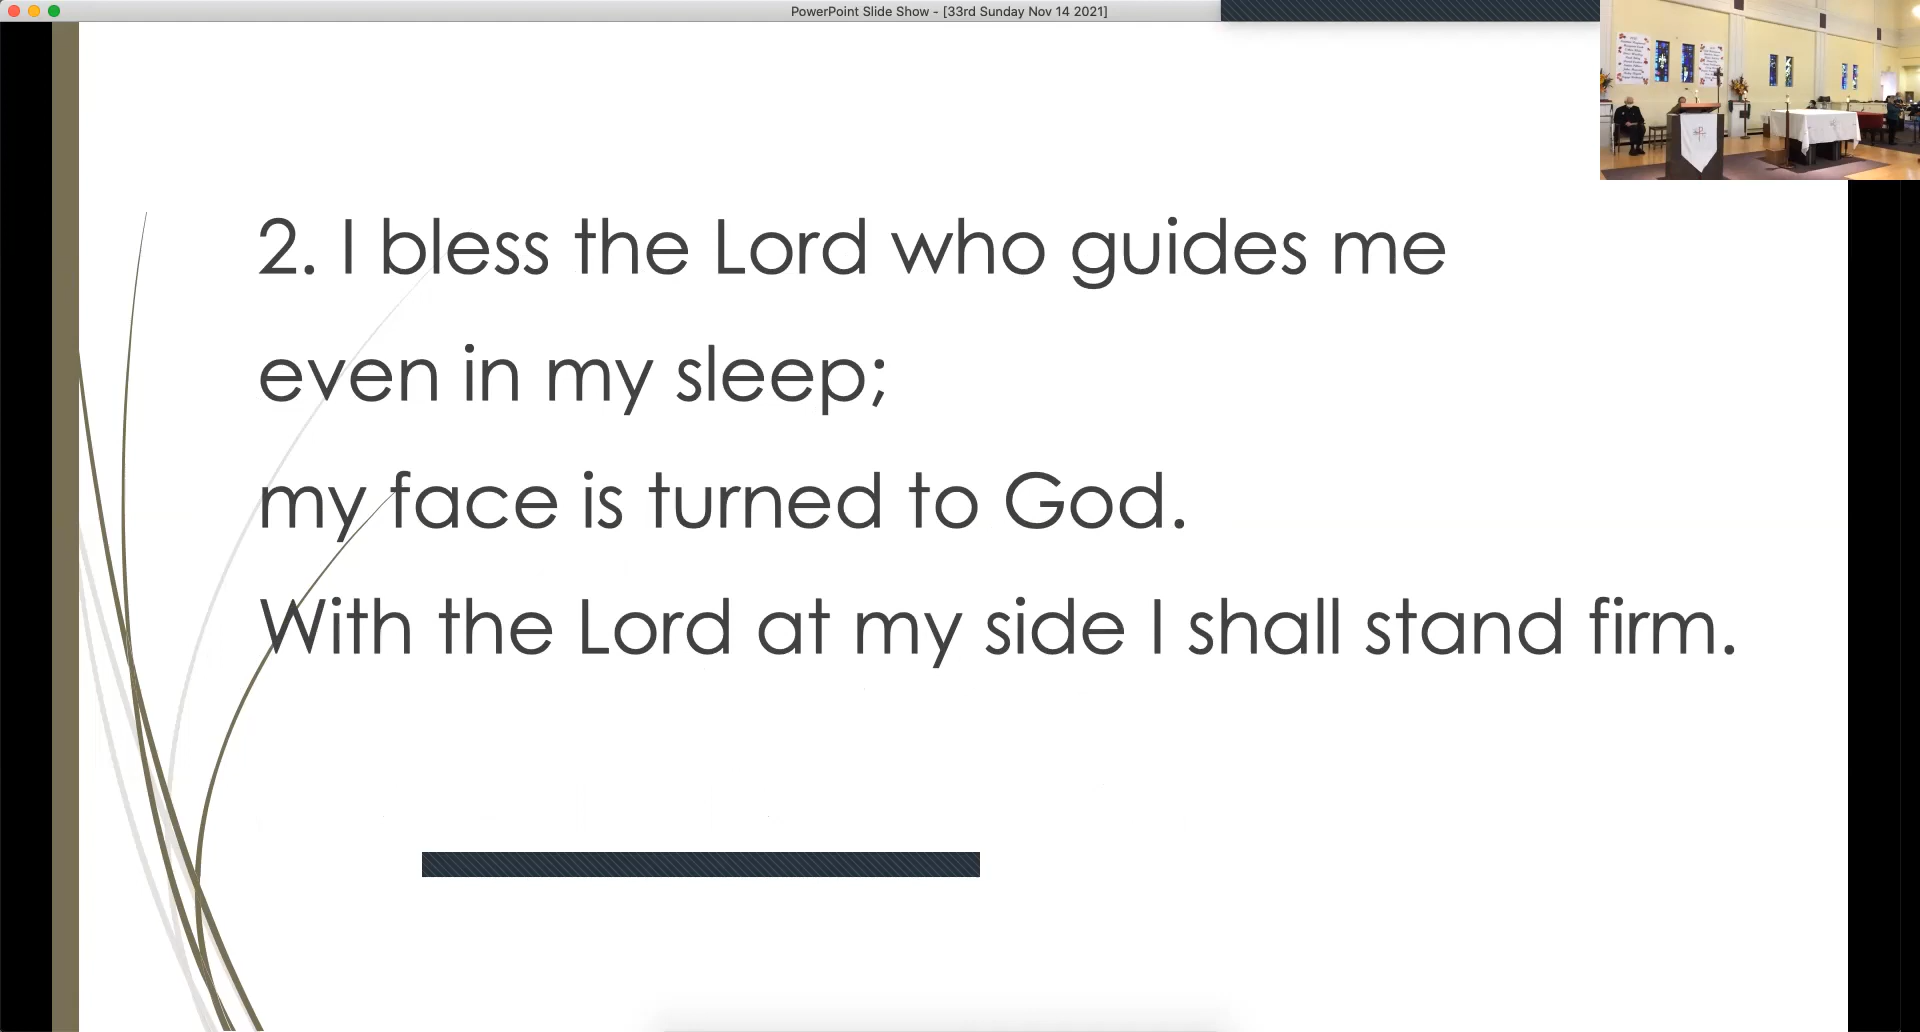 PowerPoint Slide Show - [33rd Sunday Nov 14 2021]
2. I bless the Lord who guides me
even in my sleep;
my face is turned to God.
With the Lord at my side I shall stand firm.